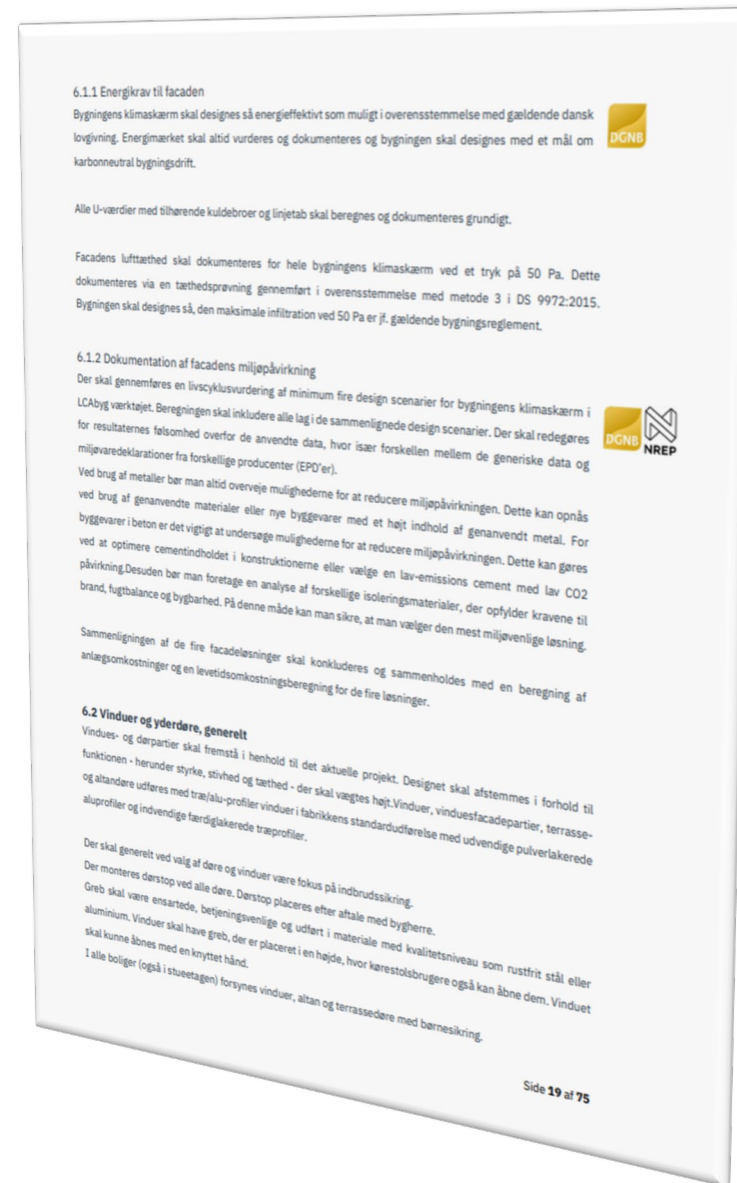 6.1.1 Energikrav til facaden
Bygningens klimaskærm skal designes så energieffektivt som muligt i overensstemmelse med gældende dansk
lovgivning. Energimærket skal altid vurderes og dokumenteres og bygningen skal designes med et mål om
karbonneutral bygningsdrift.
DGNB
Alle U-værdier med tilhørende kuldebroer og linjetab skal beregnes og dokumenteres grundigt.
Facadens lufttæthed skal dokumenteres for hele bygningens klimaskærm ved et tryk på 50 Pa. Dette
dokumenteres via en tæthedsprøvning gennemført i overensstemmelse med metode 3 i DS 9972:2015.
Bygningen skal designes så, den maksimale infiltration ved 50 Pa er jf. gældende bygningsreglement.
6.1.2 Dokumentation af facadens miljøpåvirkning
Der skal gennemføres en livscyklusvurdering af minimum fire design scenarier for bygningens klimaskærm i
LCAbyg værktøjet. Beregningen skal inkludere alle lag i de sammenlignede design scenarier. Der skal redegøres
for resultaternes følsomhed overfor de anvendte data, hvor især forskellen mellem de generiske data og
miljøvaredeklarationer fra forskellige producenter (EPD'er).
DGNB
NREP
Ved brug af metaller bør man altid overveje mulighederne for at reducere miljøpåvirkningen. Dette kan opnås
ved brug af genanvendte materialer eller nye byggevarer med et højt indhold af genanvendt metal. For
byggevarer i beton er det vigtigt at undersøge mulighederne for at reducere miljøpåvirkningen. Dette kan gøres
ved at optimere cementindholdet i konstruktionerne eller vælge en lav-emissions cement med lav CO2
påvirkning.Desuden bør man foretage en analyse af forskellige isoleringsmaterialer, der opfylder kravene til
brand, fugtbalance og bygbarhed. På denne måde kan man sikre, at man vælger den mest miljøvenlige løsning.
Sammenligningen af de fire facadeløsninger skal konkluderes og sammenholdes med en beregning af
anlægsomkostninger og en levetidsomkostningsberegning for de fire løsninger.
6.2 Vinduer og yderdøre, generelt
Vindues- og dørpartier skal fremstå i henhold til det aktuelle projekt. Designet skal afstemmes i forhold til
funktionen - herunder styrke, stivhed og tæthed - der skal vægtes højt.Vinduer, vinduesfacadepartier, terrasse-
og altandøre udføres med træ/alu-profiler vinduer i fabrikkens standardudførelse med udvendige pulverlakerede
aluprofiler og indvendige færdiglakerede træprofiler.
Der skal generelt ved valg af døre og vinduer være fokus på indbrudssikring.
Der monteres dørstop ved alle døre. Dørstop placeres efter aftale med bygherre.
Greb skal være ensartede, betjeningsvenlige og udført i materiale med kvalitetsniveau som rustfrit stål eller
aluminium. Vinduer skal have greb, der er placeret i en højde, hvor kørestolsbrugere også kan åbne dem. Vinduet
skal kunne åbnes med en knyttet hånd.
I alle boliger (også i stueetagen) forsynes vinduer, altan og terrassedøre med børnesikring.
Side 19 af 75